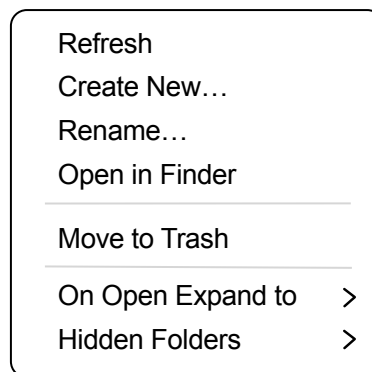 Refresh
Create New…
Rename…
Open in Finder
Move to Trash
On Open Expand to >
Hidden Folders >